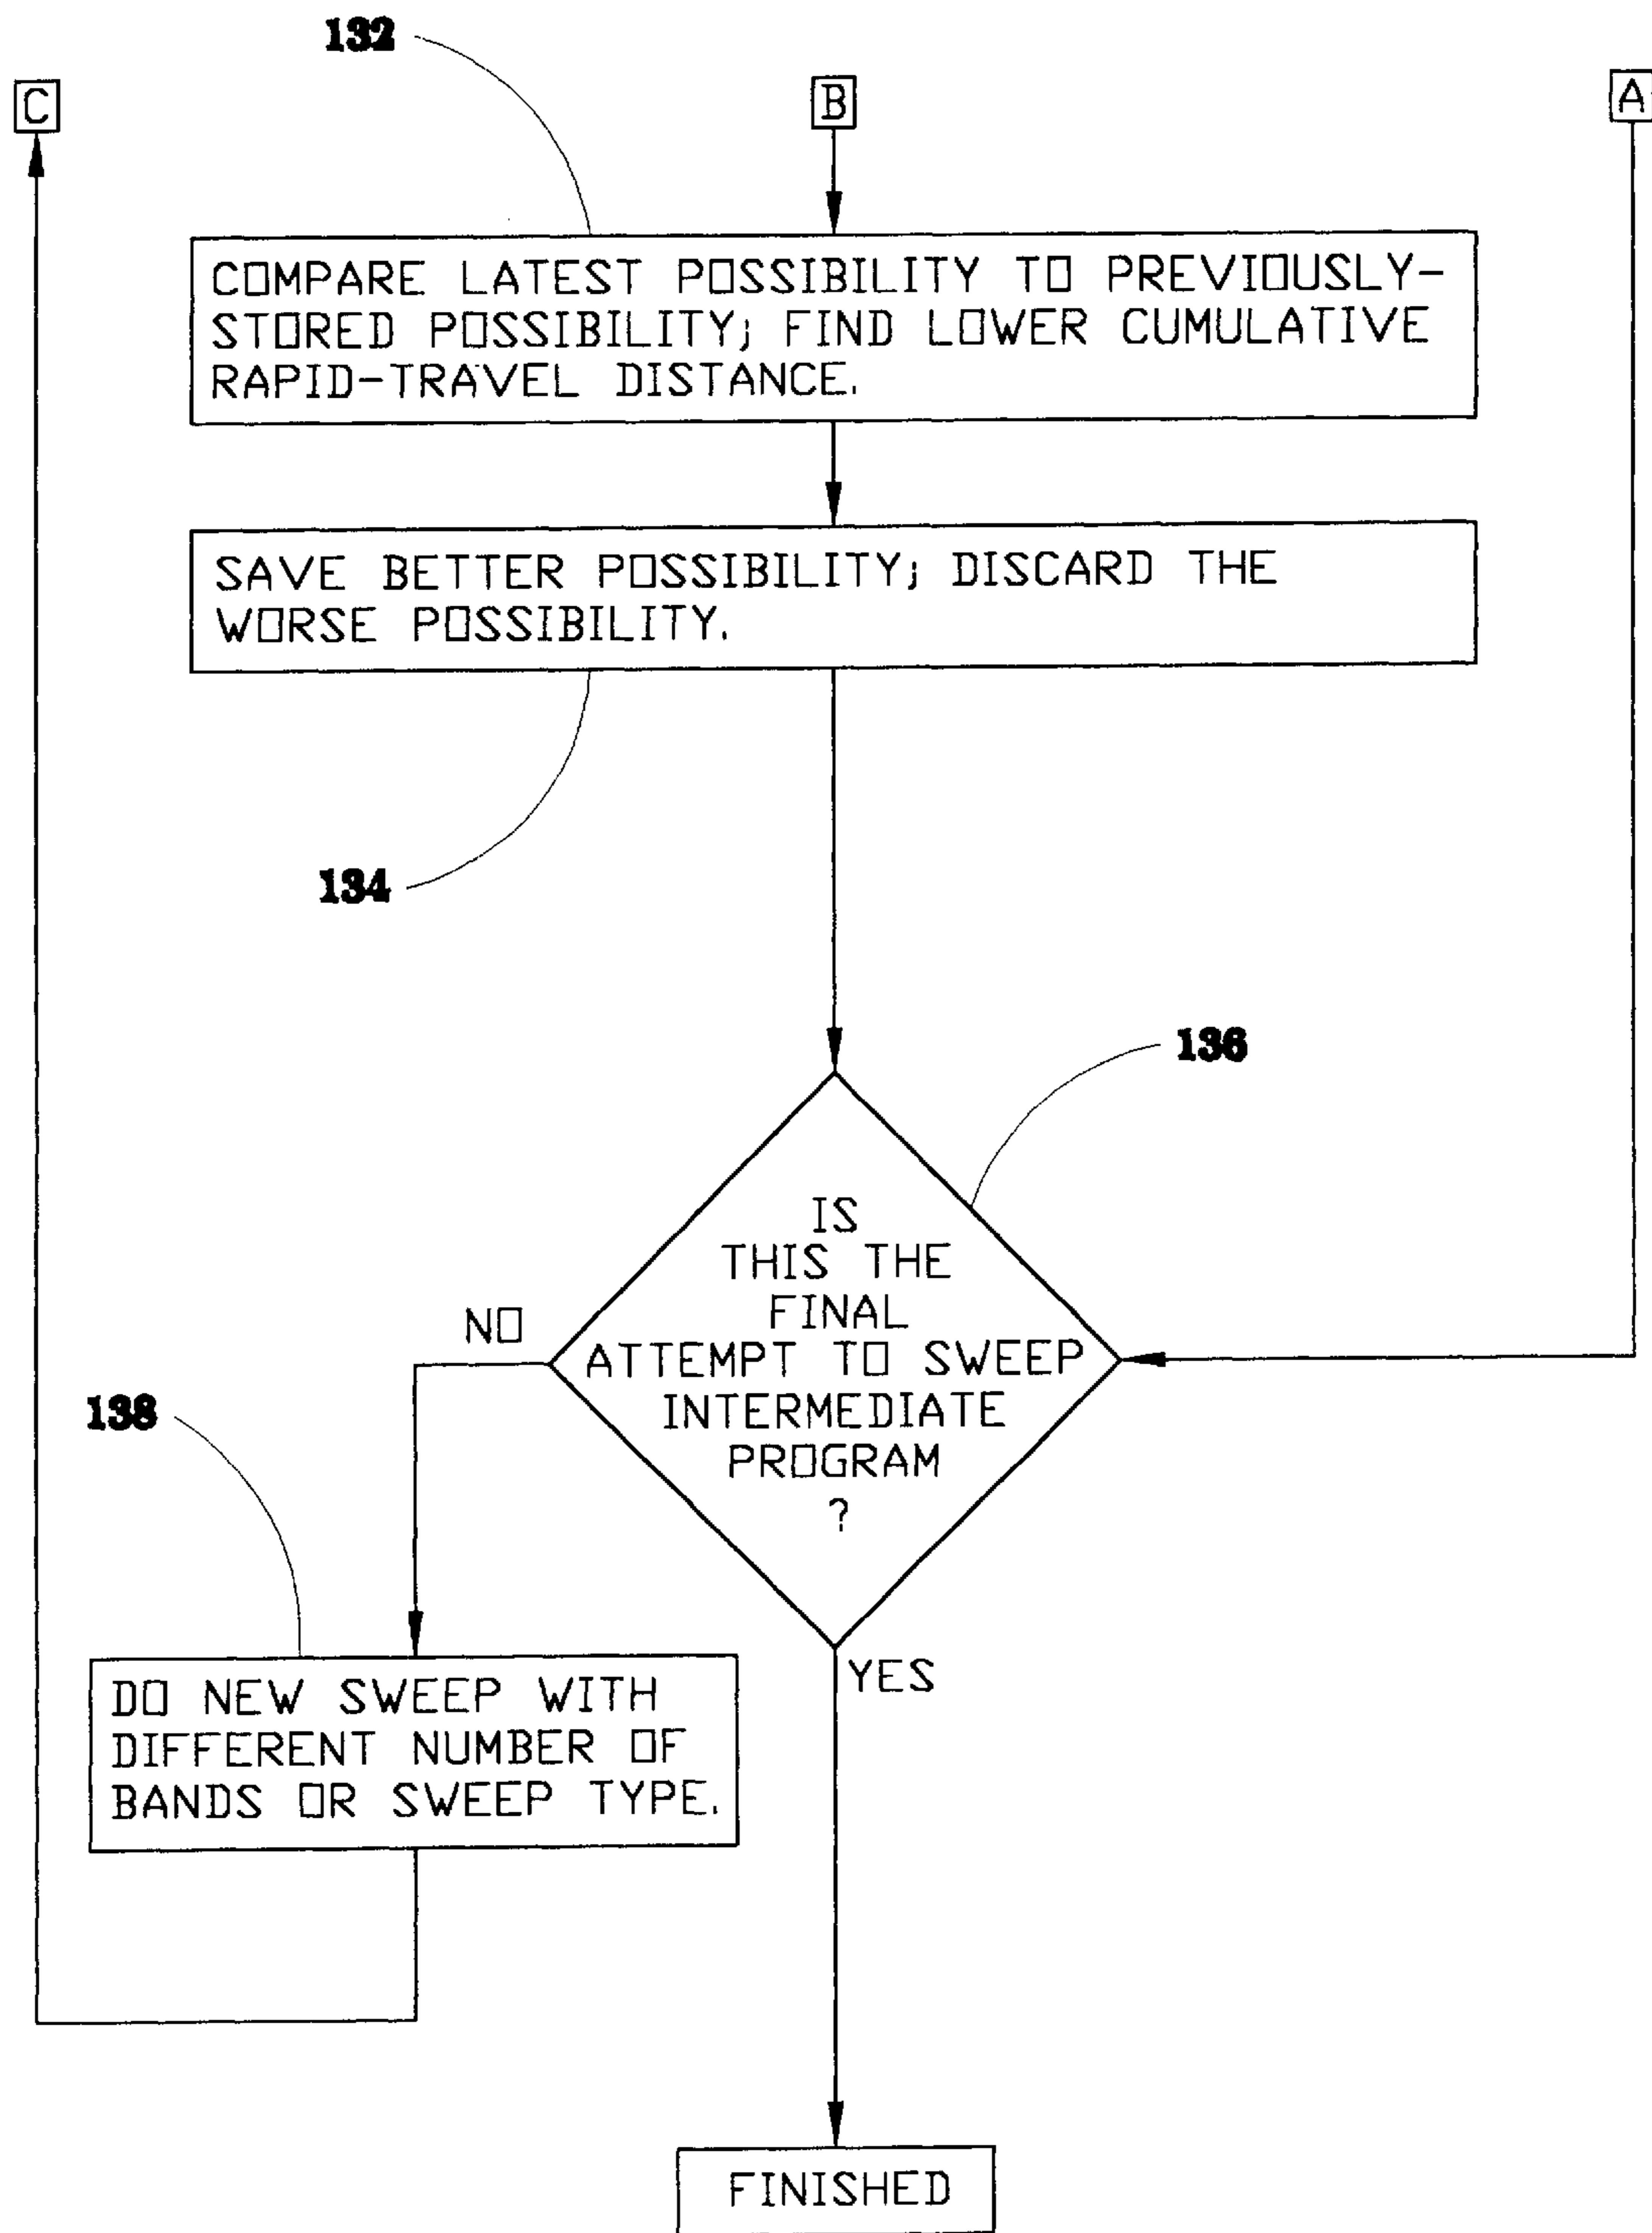 132
C
B
A
COMPARE LATEST POSSIBILITY TO PREVIOUSLY-
STORED POSSIBILITY; FIND LOWER CUMULATIVE
RAPID-TRAVEL DISTANCE.
SAVE BETTER POSSIBILITY; DISCARD THE
WORSE POSSIBILITY.
134
136
IS
THIS THE
FINAL
ATTEMPT TO SWEEP
INTERMEDIATE
PROGRAM
?
NO
138
YES
DO NEW SWEEP WITH
DIFFERENT NUMBER OF
BANDS OR SWEEP TYPE.
FINISHED